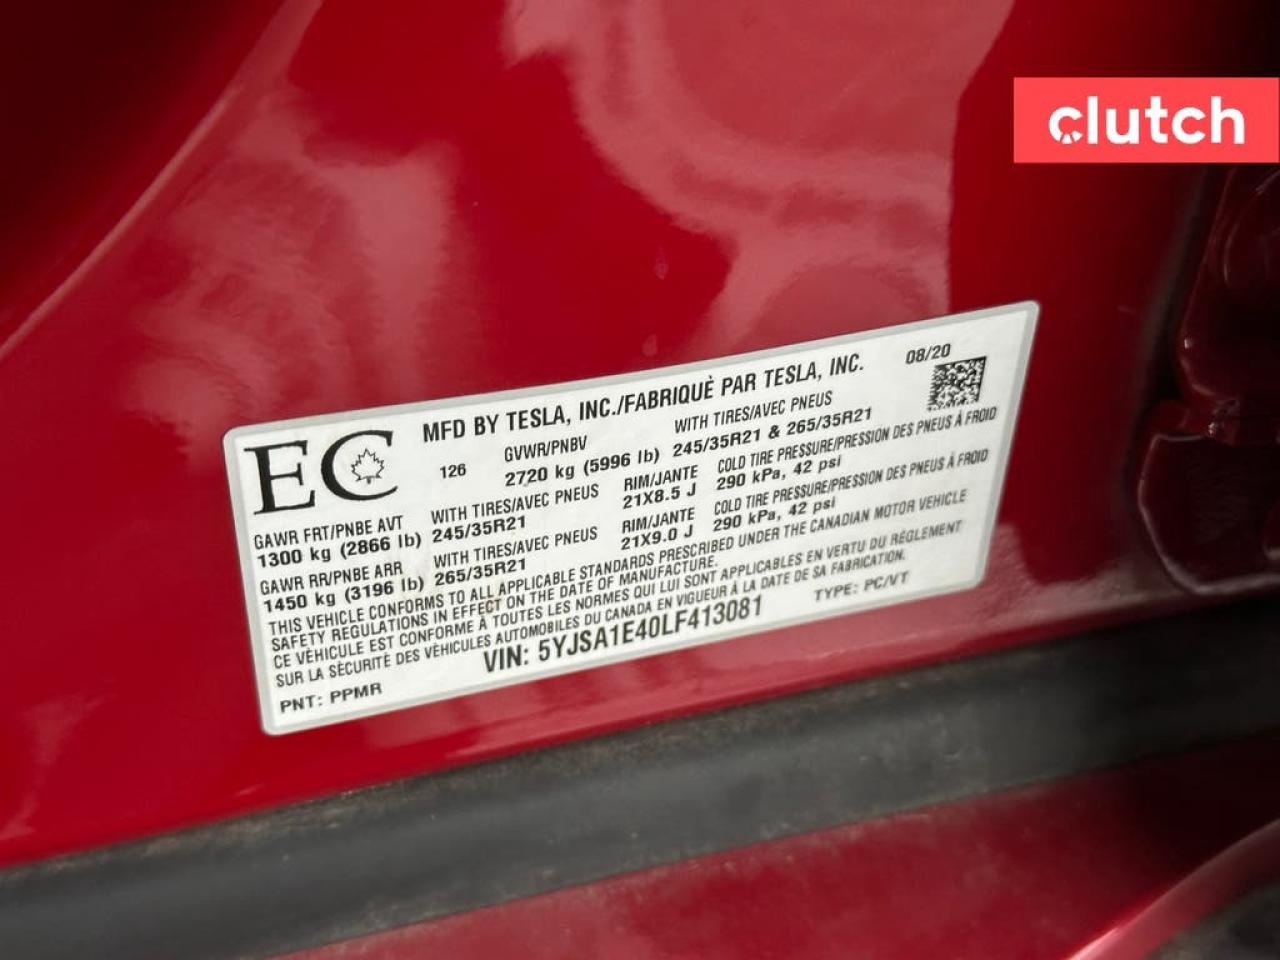 clutch
08/20
MFD BY TESLA, INC./FABRIQUÈ PAR TESLA, INC.
EC
126
GVWR/PNBV
2720 kg (5996 lb)
WITH TIRES/AVEC PNEUS
245/35R21 & 265/35R21
GAWR FRT/PNBE AVT
1300 kg (2866 lb)
WITH TIRES/AVEC PNEUS
245/35R21
RIM/JANTE
21X8.5 J
COLD TIRE PRESSURE/PRESSION DES PNEUS À FROID
290 kPa, 42 psi
GAWR RR/PNBE ARR
1450 kg (3196 lb)
WITH TIRES/AVEC PNEUS
265/35R21
RIM/JANTE
21X9.0 J
COLD TIRE PRESSURE/PRESSION DES PNEUS À FROID
290 kPa, 42 psi
THIS VEHICLE CONFORMS TO ALL APPLICABLE STANDARDS PRESCRIBED UNDER THE CANADIAN MOTOR VEHICLE
SAFETY REGULATIONS IN EFFECT ON THE DATE OF MANUFACTURE.
CE VÈHICULE EST CONFORME À TOUTES LES NORMES QUI LUI SONT APPLICABLES EN VERTU DU RÈGLEMENT
SUR LA SÈCURITÈ DES VÈHICULES AUTOMOBILES DU CANADA EN VIGUEUR À LA DATE DE SA FABRICATION.
VIN: 5YJSA1E40LF413081
TYPE: PC/VT
PNT: PPMR